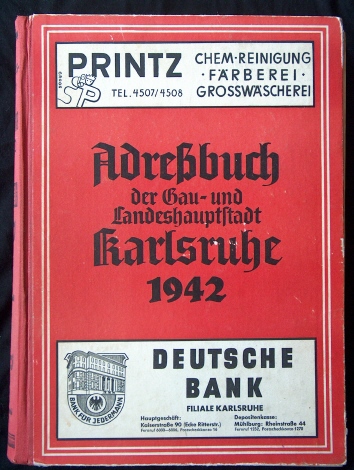 PRINTZ
TEL. 4507/4508
CHEM·REINIGUNG
·FÄRBEREI·
GROSSWÄSCHEREI
Adreßbuch
der Gau- und
Landeshauptstadt
Karlsruhe
1942
BANK FÜR JEDERMANN
DEUTSCHE
BANK
FILIALE KARLSRUHE
Hauptgeschäft:
Kaiserstraße 90 (Ecke Ritterstr.)
Depositenkasse:
Mühlburg: Rheinstraße 44